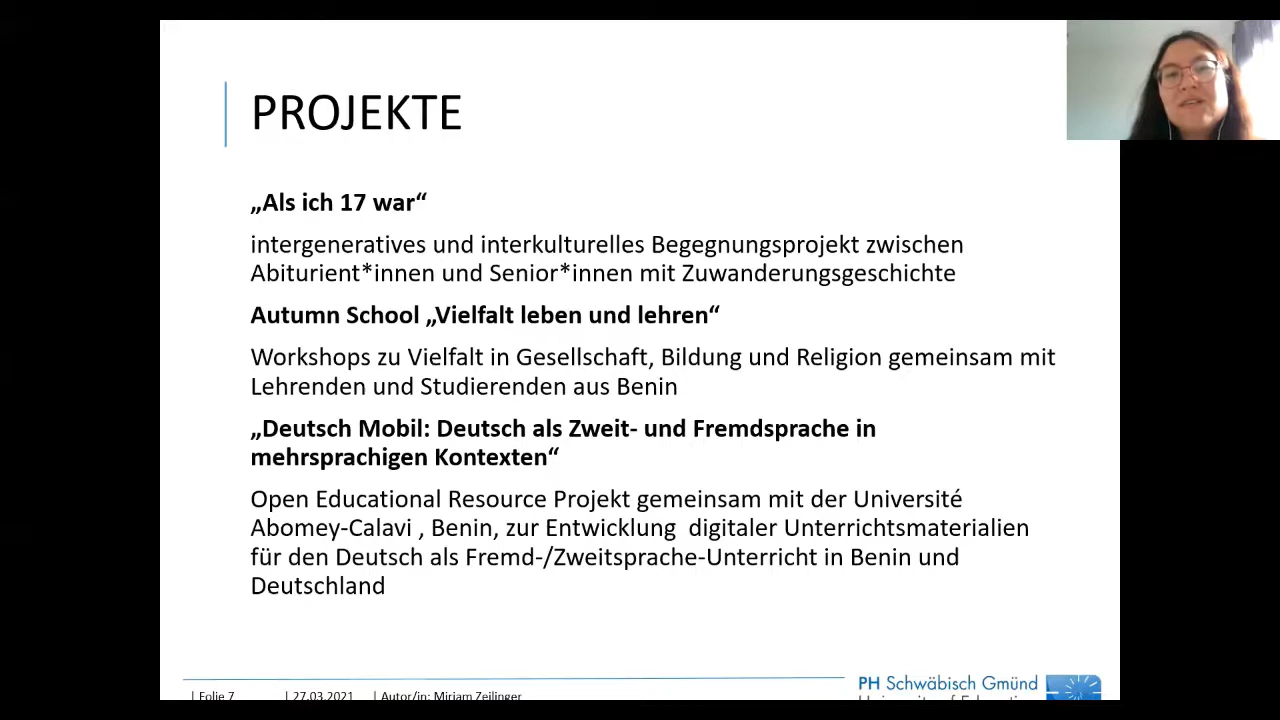 PROJEKTE
„Als ich 17 war“
intergeneratives und interkulturelles Begegnungsprojekt zwischen
Abiturient*innen und Senior*innen mit Zuwanderungsgeschichte
Autumn School „Vielfalt leben und lehren“
Workshops zu Vielfalt in Gesellschaft, Bildung und Religion gemeinsam mit
Lehrenden und Studierenden aus Benin
„Deutsch Mobil: Deutsch als Zweit- und Fremdsprache in
mehrsprachigen Kontexten“
Open Educational Resource Projekt gemeinsam mit der Université
Abomey-Calavi , Benin, zur Entwicklung digitaler Unterrichtsmaterialien
für den Deutsch als Fremd-/Zweitsprache-Unterricht in Benin und
Deutschland
| Folie 7 | 27.03.2021 | Autor/in: Miriam Zeilinger
PH Schwäbisch Gmünd
University of Education